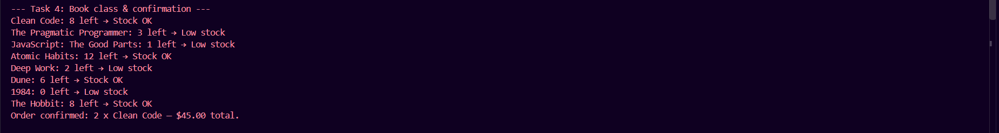 --- Task 4: Book class & confirmation ---
Clean Code: 8 left → Stock OK
The Pragmatic Programmer: 3 left → Low stock
JavaScript: The Good Parts: 1 left → Low stock
Atomic Habits: 12 left → Stock OK
Deep Work: 2 left → Low stock
Dune: 6 left → Stock OK
1984: 0 left → Low stock
The Hobbit: 8 left → Stock OK
Order confirmed: 2 x Clean Code — $45.00 total.